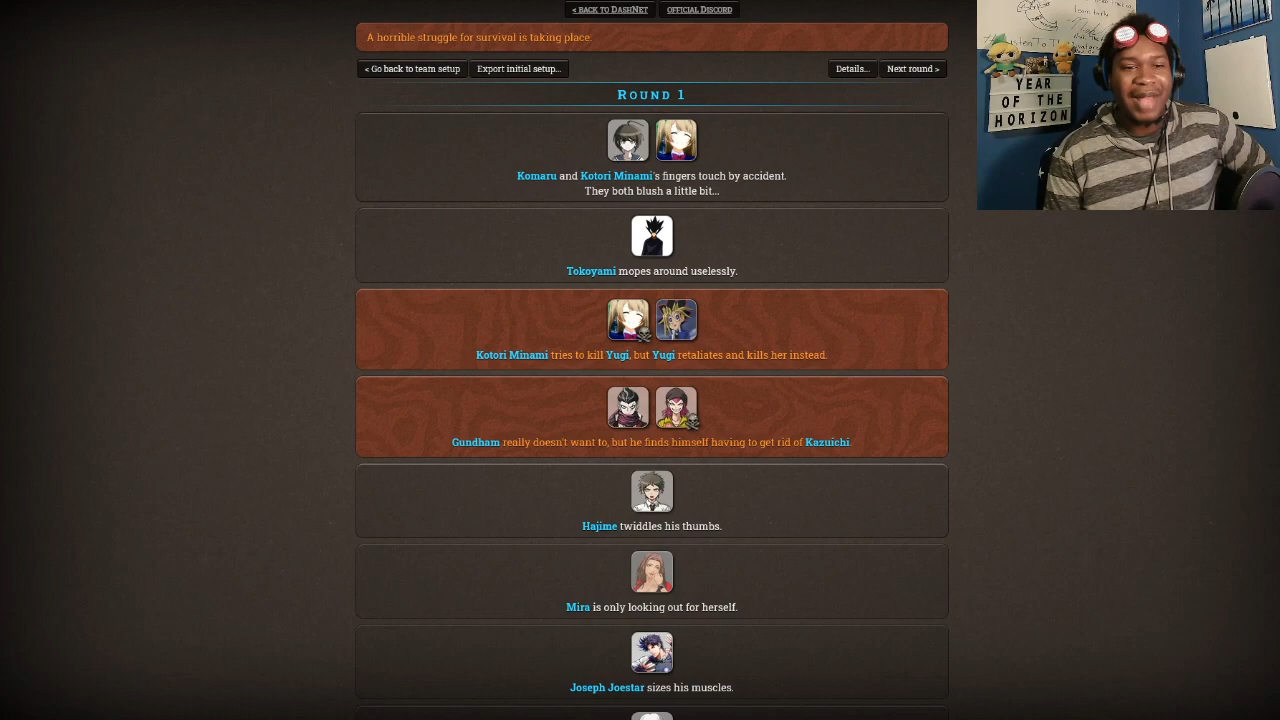 < BACK TO DASHNET
OFFICIAL DISCORD
A horrible struggle for survival is taking place:
< Go back to team setup
Export initial setup...
Details...
Next round >
ROUND 1
Komaru and Kotori Minami's fingers touch by accident.
They both blush a little bit...
Tokoyami mopes around uselessly.
Kotori Minami tries to kill Yugi, but Yugi retaliates and kills her instead.
Gundham really doesn't want to, but he finds himself having to get rid of Kazuichi.
Hajime twiddles his thumbs.
Mira is only looking out for herself.
Joseph Joestar sizes his muscles.
YEAR
OF THE
HORIZON